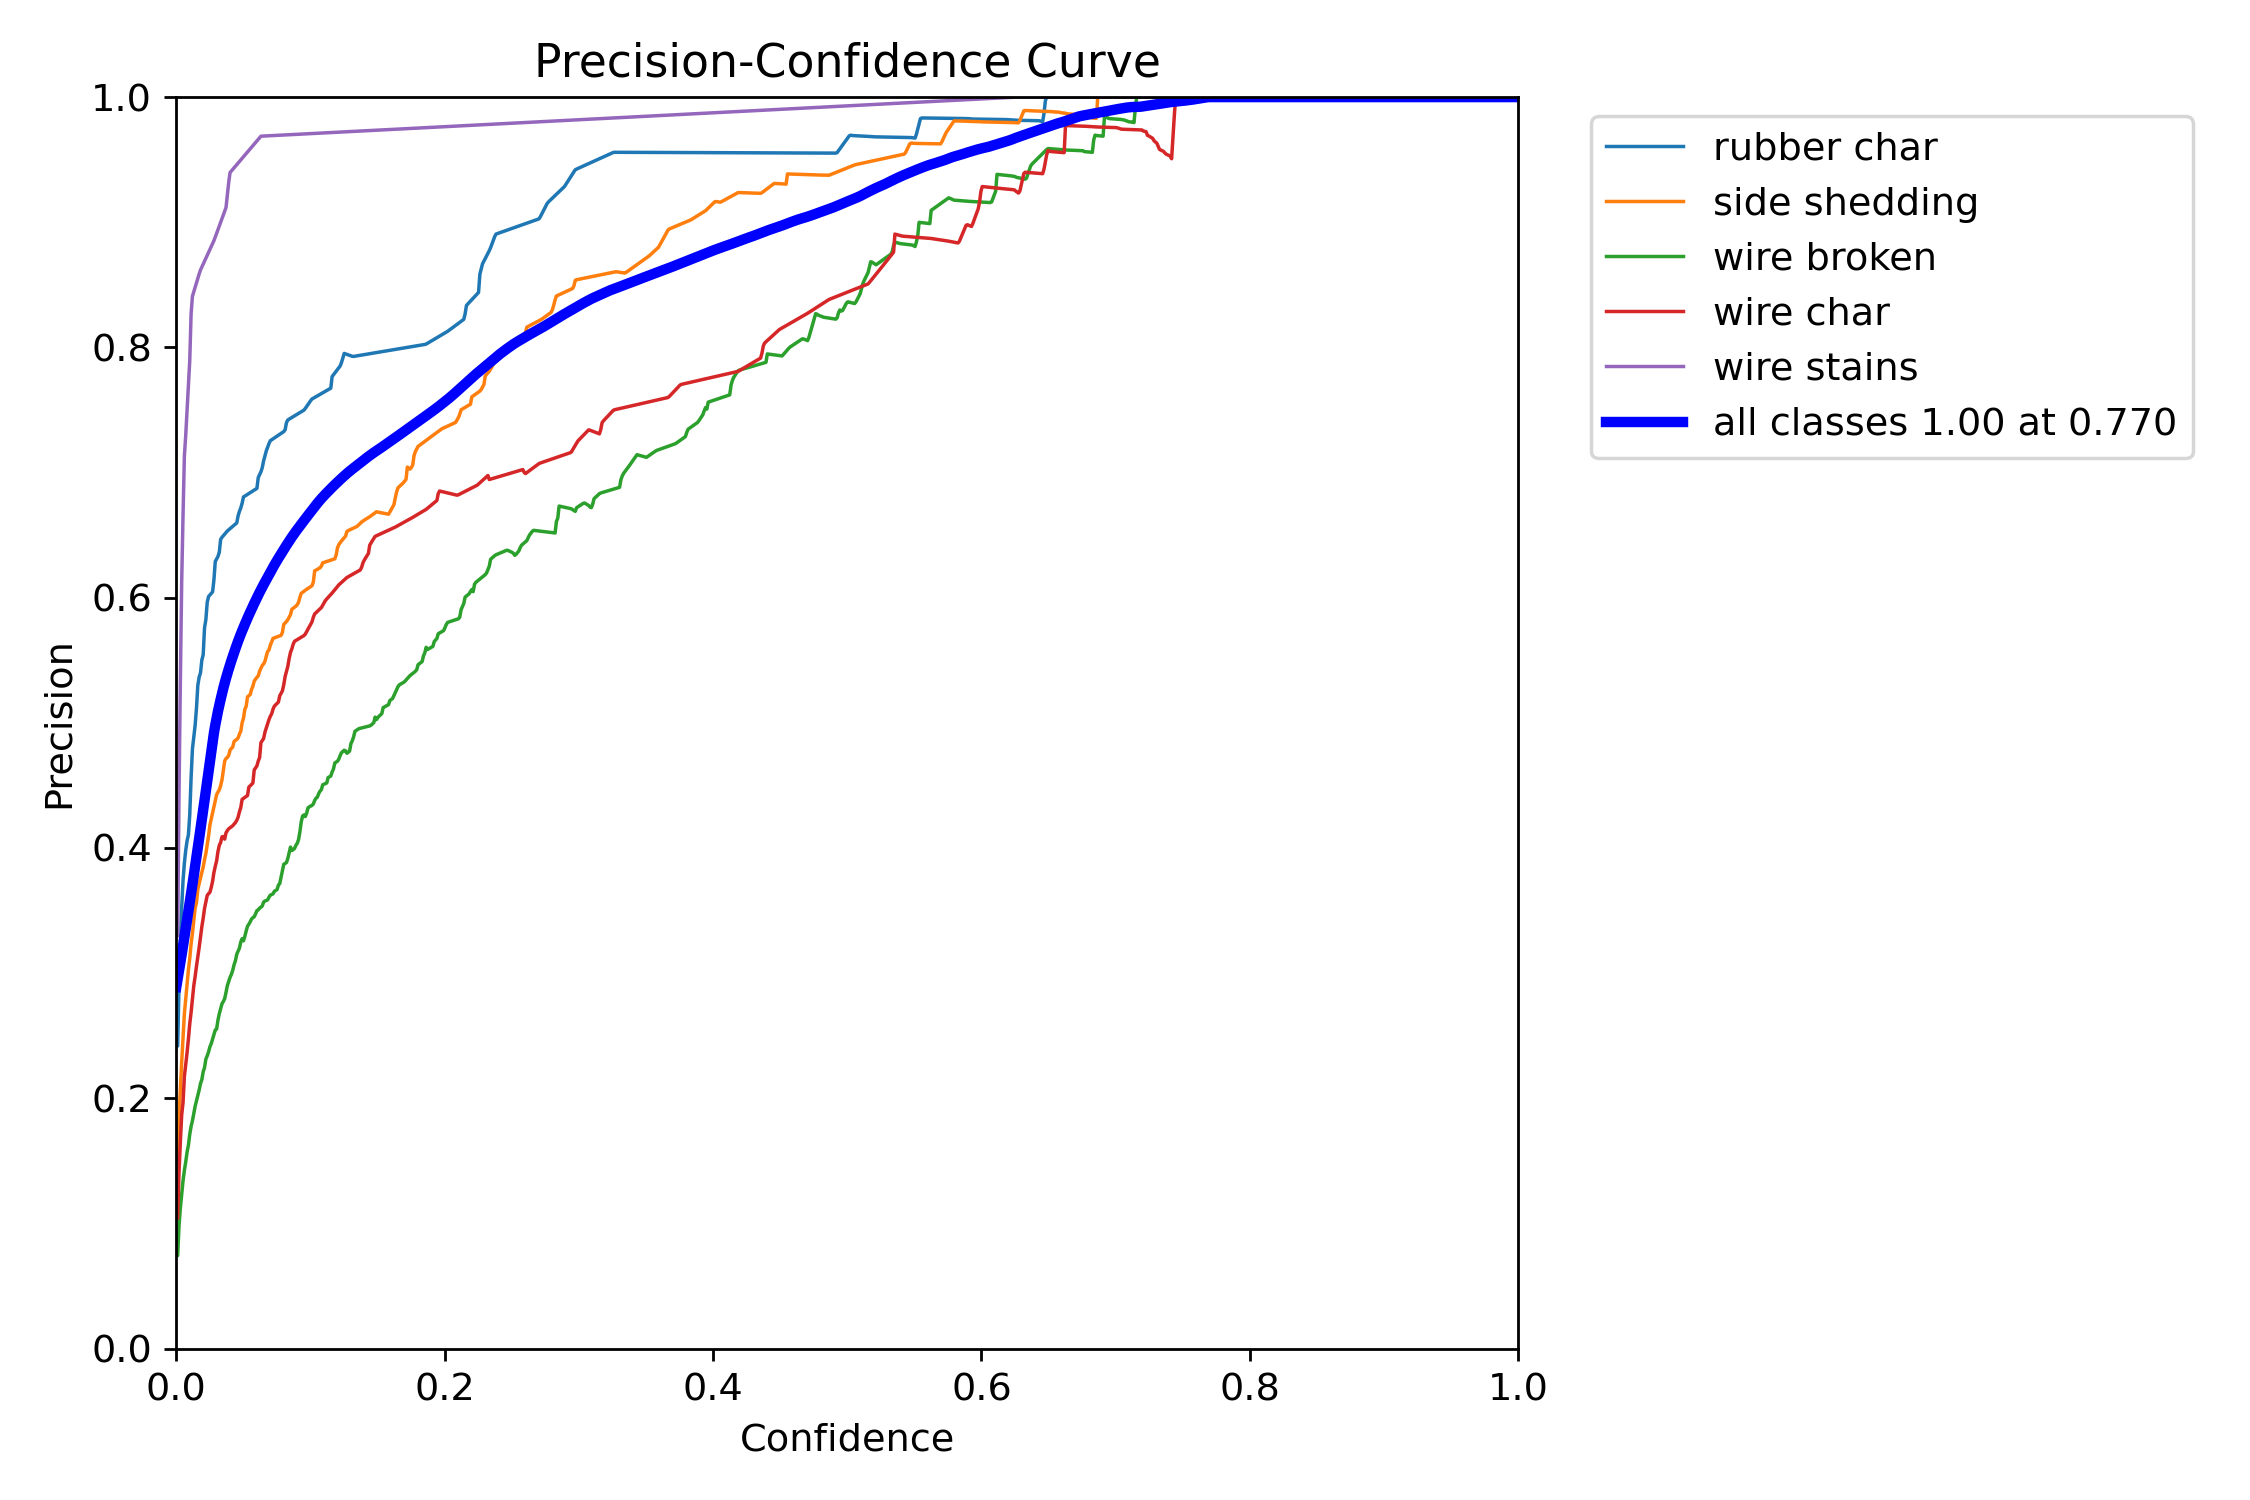 Precision-Confidence Curve
1.0
0.8
0.6
0.4
0.2
0.0
Precision
0.0 0.2 0.4 0.6 0.8 1.0
Confidence
rubber char
side shedding
wire broken
wire char
wire stains
all classes 1.00 at 0.770